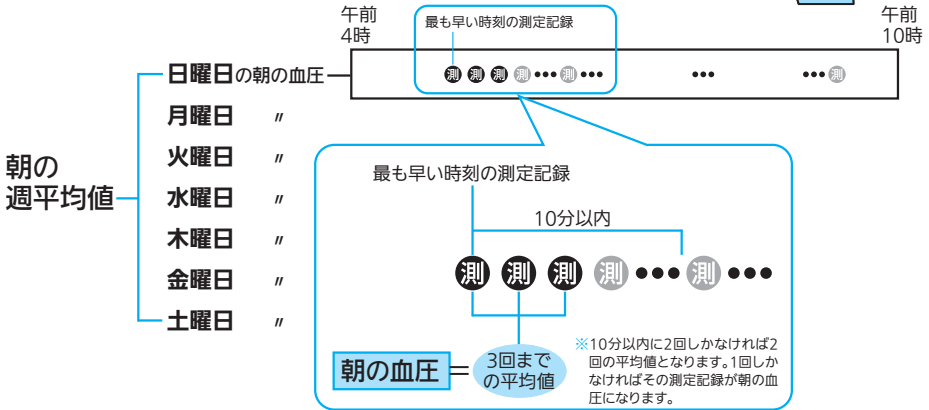 午前
4時
最も早い時刻の測定記録
午前
10時
日曜日の朝の血圧
測 測 測 測 ••• 測 ••• ••• ••• 測
月曜日 〃
火曜日 〃
水曜日 〃
木曜日 〃
金曜日 〃
土曜日 〃
朝の
週平均値
最も早い時刻の測定記録
10分以内
測 測 測 測 ••• 測 •••
朝の血圧 = 3回まで
の平均値
※10分以内に2回しかなければ2
回の平均値となります。1回しか
なければその測定記録が朝の血
圧になります。